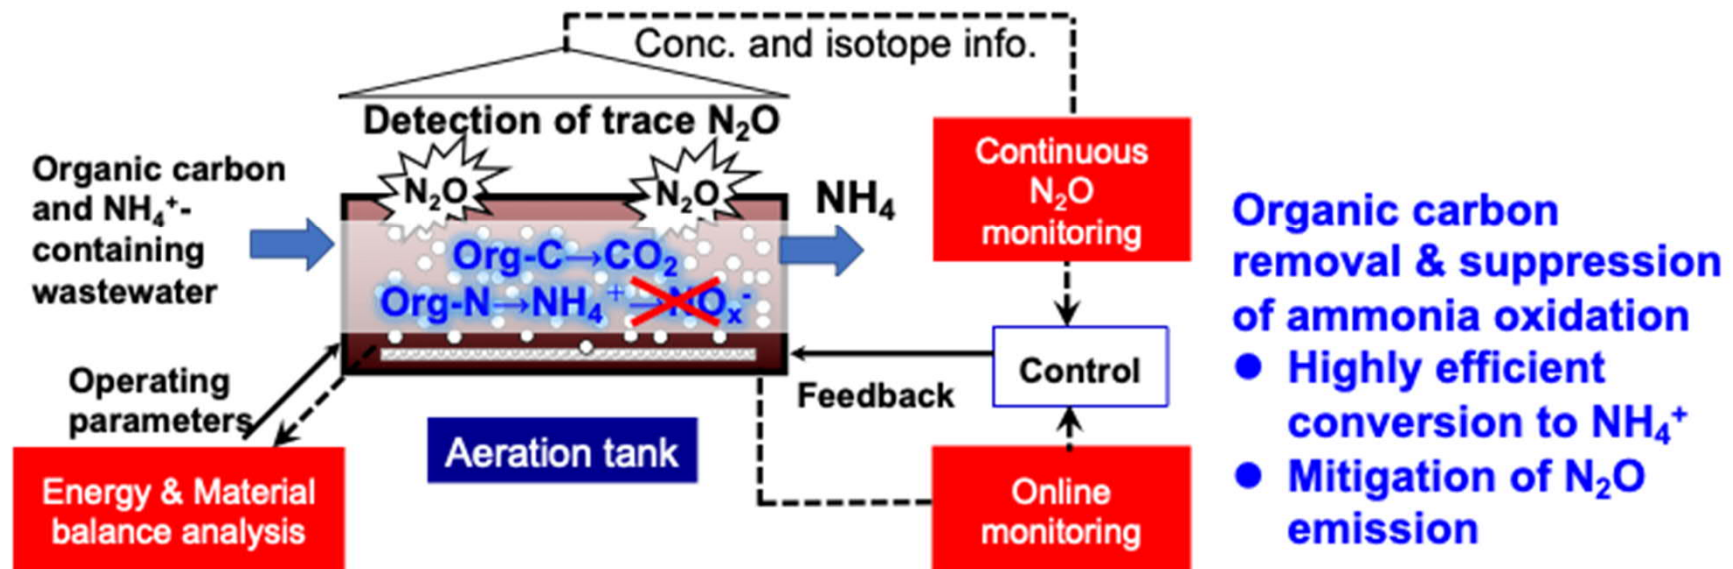 Conc. and isotope info.
Detection of trace N₂O
Organic carbon
and NH₄⁺-
containing
wastewater
N₂O
N₂O
Org-C→CO₂
Org-N→NH₄⁺→NOₓ⁻
NH₄
Continuous
N₂O
monitoring
Operating
parameters
Feedback
Control
Aeration tank
Energy & Material
balance analysis
Online
monitoring
Organic carbon
removal & suppression
of ammonia oxidation
● Highly efficient
conversion to NH₄⁺
● Mitigation of N₂O
emission